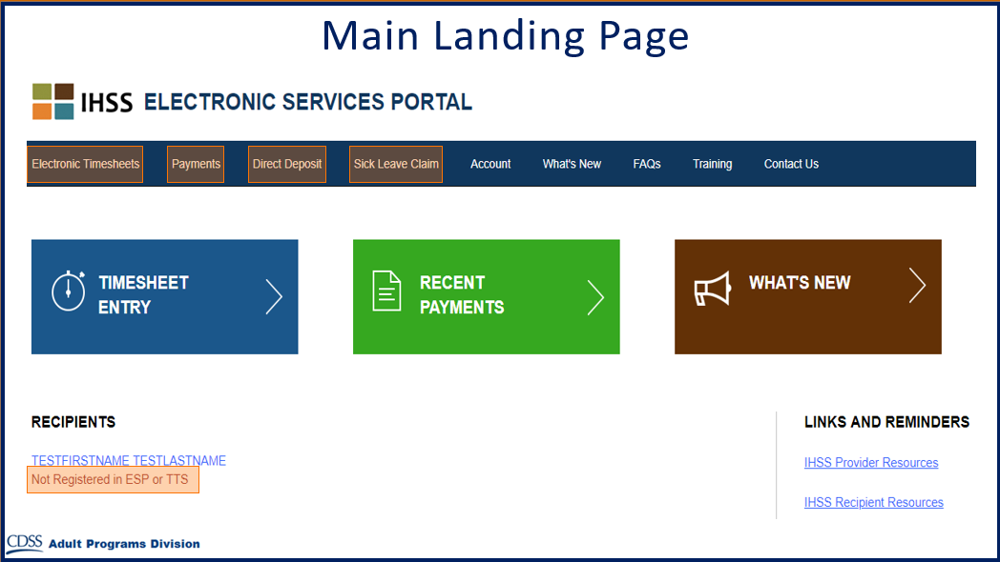 Main Landing Page
IHSS ELECTRONIC SERVICES PORTAL
Electronic Timesheets Payments Direct Deposit Sick Leave Claim Account What's New FAQs Training Contact Us
TIMESHEET
ENTRY
RECENT
PAYMENTS
WHAT'S NEW
RECIPIENTS
TESTFIRSTNAME TESTLASTNAME
Not Registered in ESP or TTS
LINKS AND REMINDERS
IHSS Provider Resources
IHSS Recipient Resources
CDSS Adult Programs Division